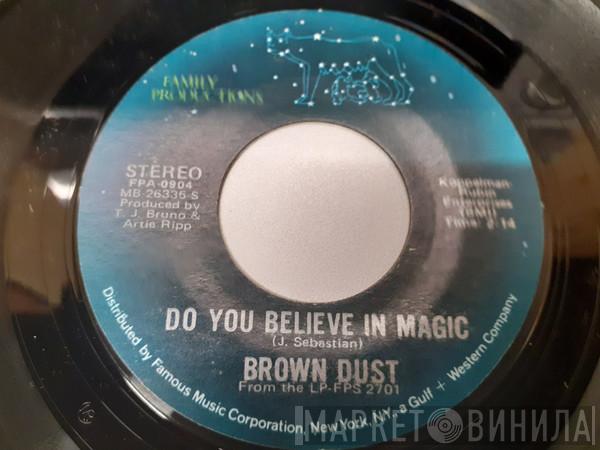 FAMILY
PRODUCTIONS
STEREO
FPA-0904
MB-26335-S
Produced by
T. J. Bruno &
Artie Ripp
Koppelman-
Rubin
Enterprises
(BMI)
Time: 2:14
DO YOU BELIEVE IN MAGIC
(J. Sebastian)
BROWN DUST
From the LP-FPS 2701
Distributed by Famous Music Corporation, New York, N.Y., a Gulf + Western Company
МАРКЕТ ВИНИЛА